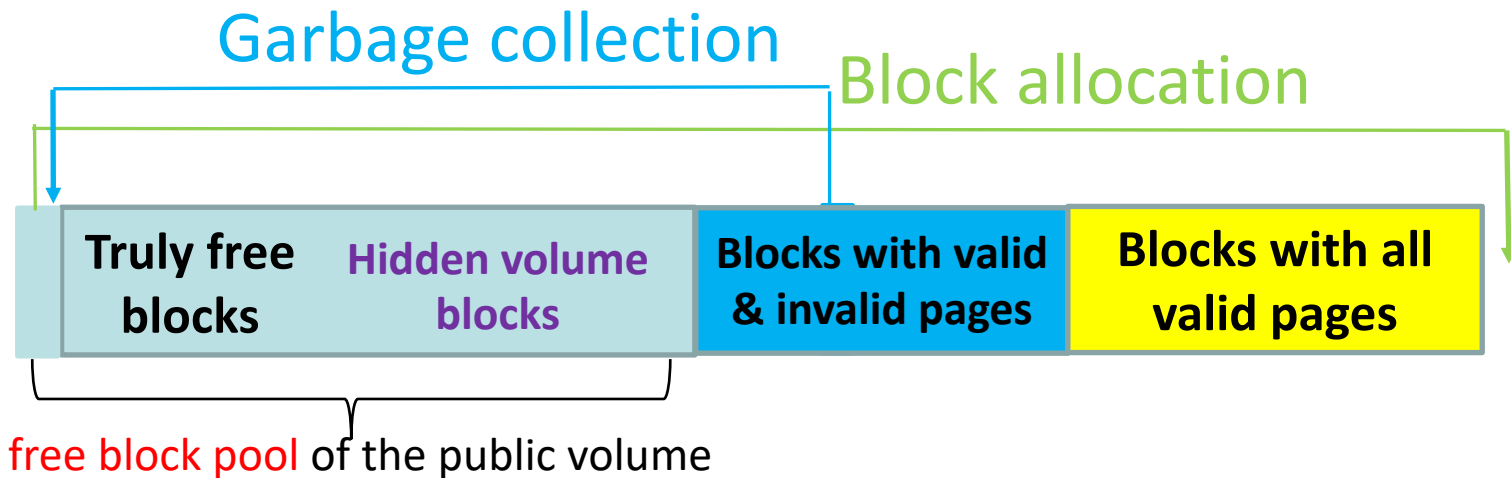 Garbage collection
Block allocation
Truly free
blocks
Hidden volume
blocks
Blocks with valid
& invalid pages
Blocks with all
valid pages
free block pool of the public volume